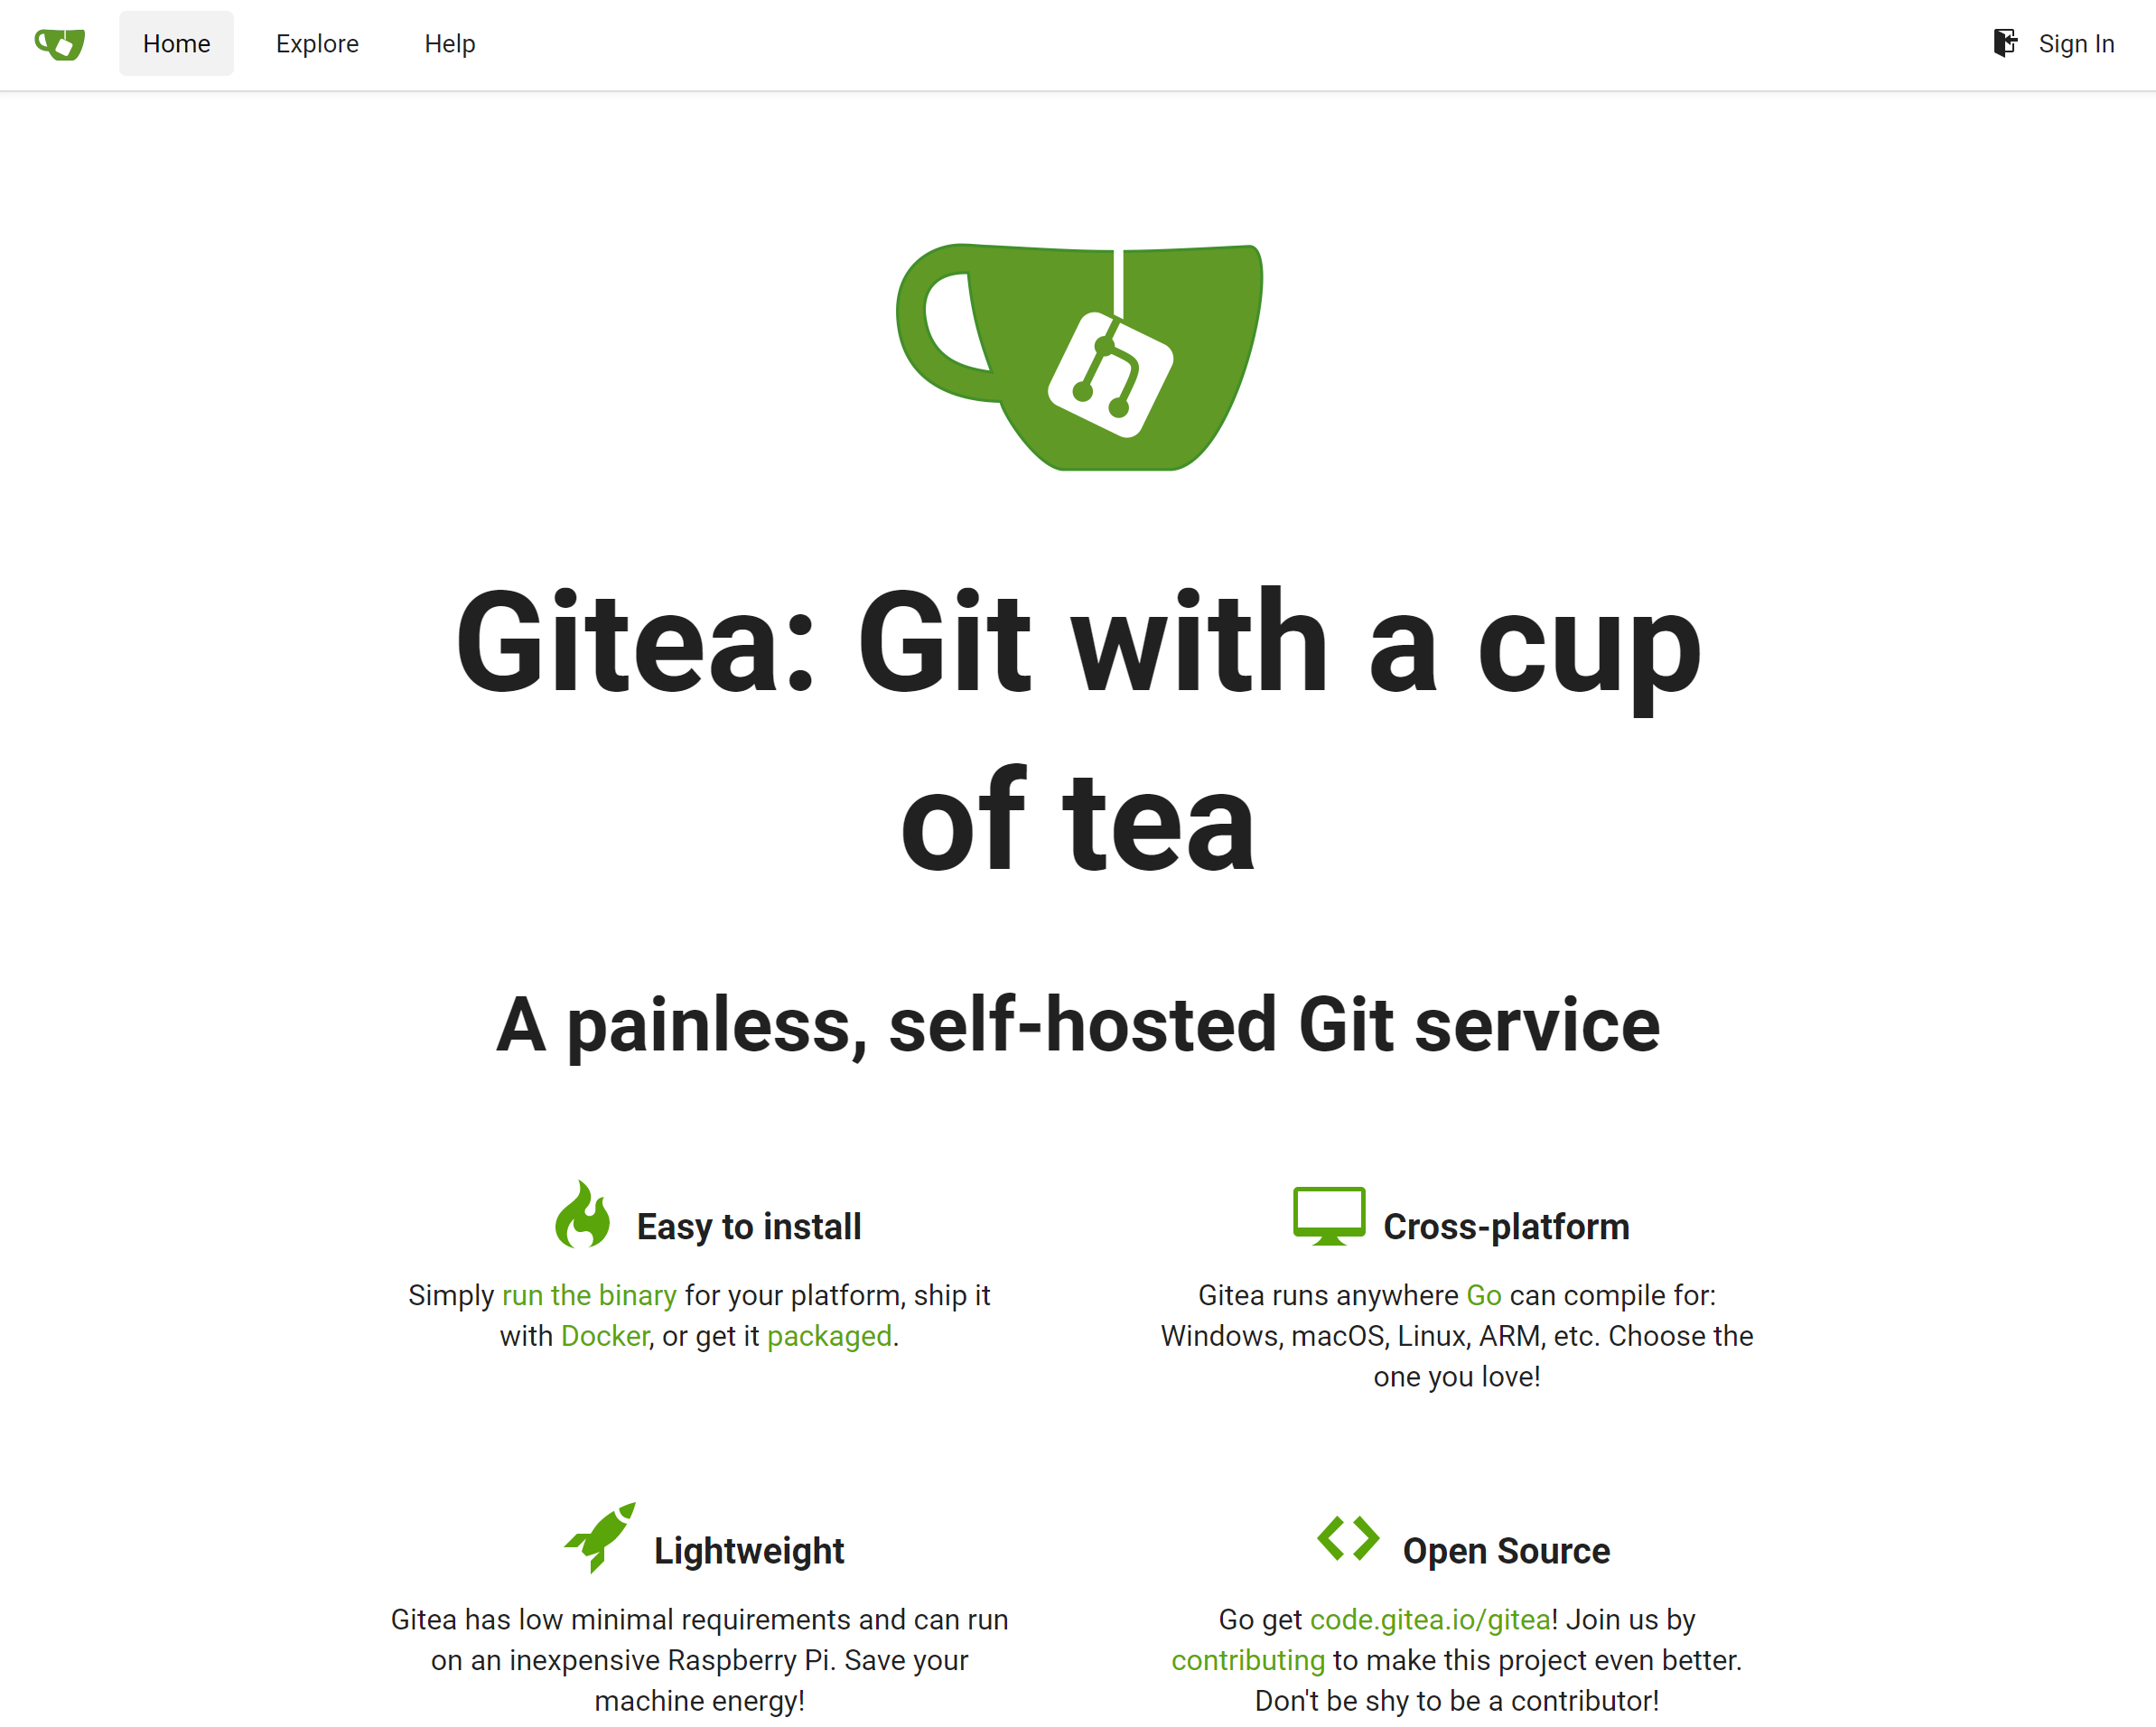 Home Explore Help Sign In
Gitea: Git with a cup
of tea
A painless, self-hosted Git service
Easy to install
Simply run the binary for your platform, ship it
with Docker, or get it packaged.
Cross-platform
Gitea runs anywhere Go can compile for:
Windows, macOS, Linux, ARM, etc. Choose the
one you love!
Lightweight
Gitea has low minimal requirements and can run
on an inexpensive Raspberry Pi. Save your
machine energy!
Open Source
Go get code.gitea.io/gitea! Join us by
contributing to make this project even better.
Don't be shy to be a contributor!